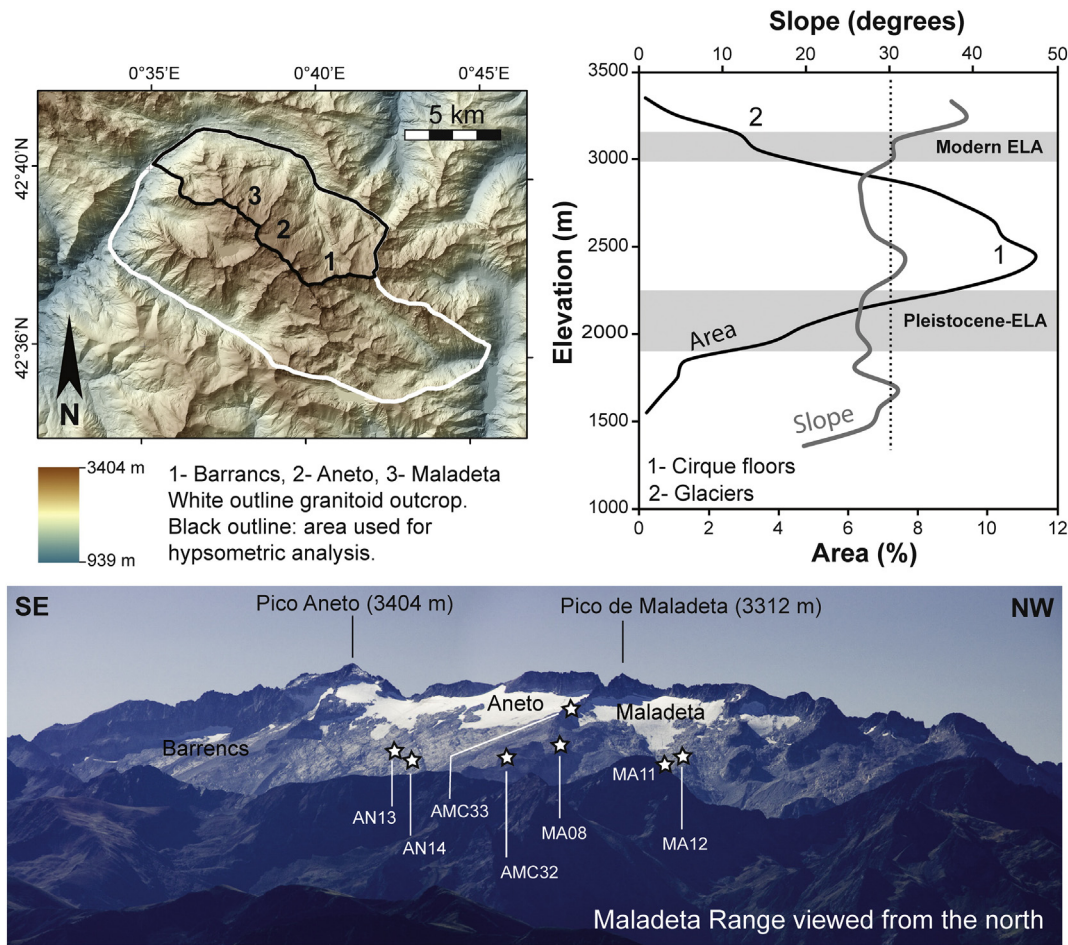 0°35'E
0°40'E
0°45'E
42°40'N
42°36'N
5 km
3
2
1
N
3404 m
939 m
1- Barrancs, 2- Aneto, 3- Maladeta
White outline granitoid outcrop.
Black outline: area used for
hypsometric analysis.
Slope (degrees)
0 10 20 30 40 50
3500
3000
2500
2000
1500
1000
Elevation (m)
2
Modern ELA
1
Pleistocene-ELA
Area
Slope
1- Cirque floors
2- Glaciers
0 2 4 6 8 10 12
Area (%)
SE
NW
Pico Aneto (3404 m)
Pico de Maladeta (3312 m)
Aneto
Maladeta
Barrencs
AN13
AN14
AMC33
AMC32
MA08
MA11
MA12
Maladeta Range viewed from the north